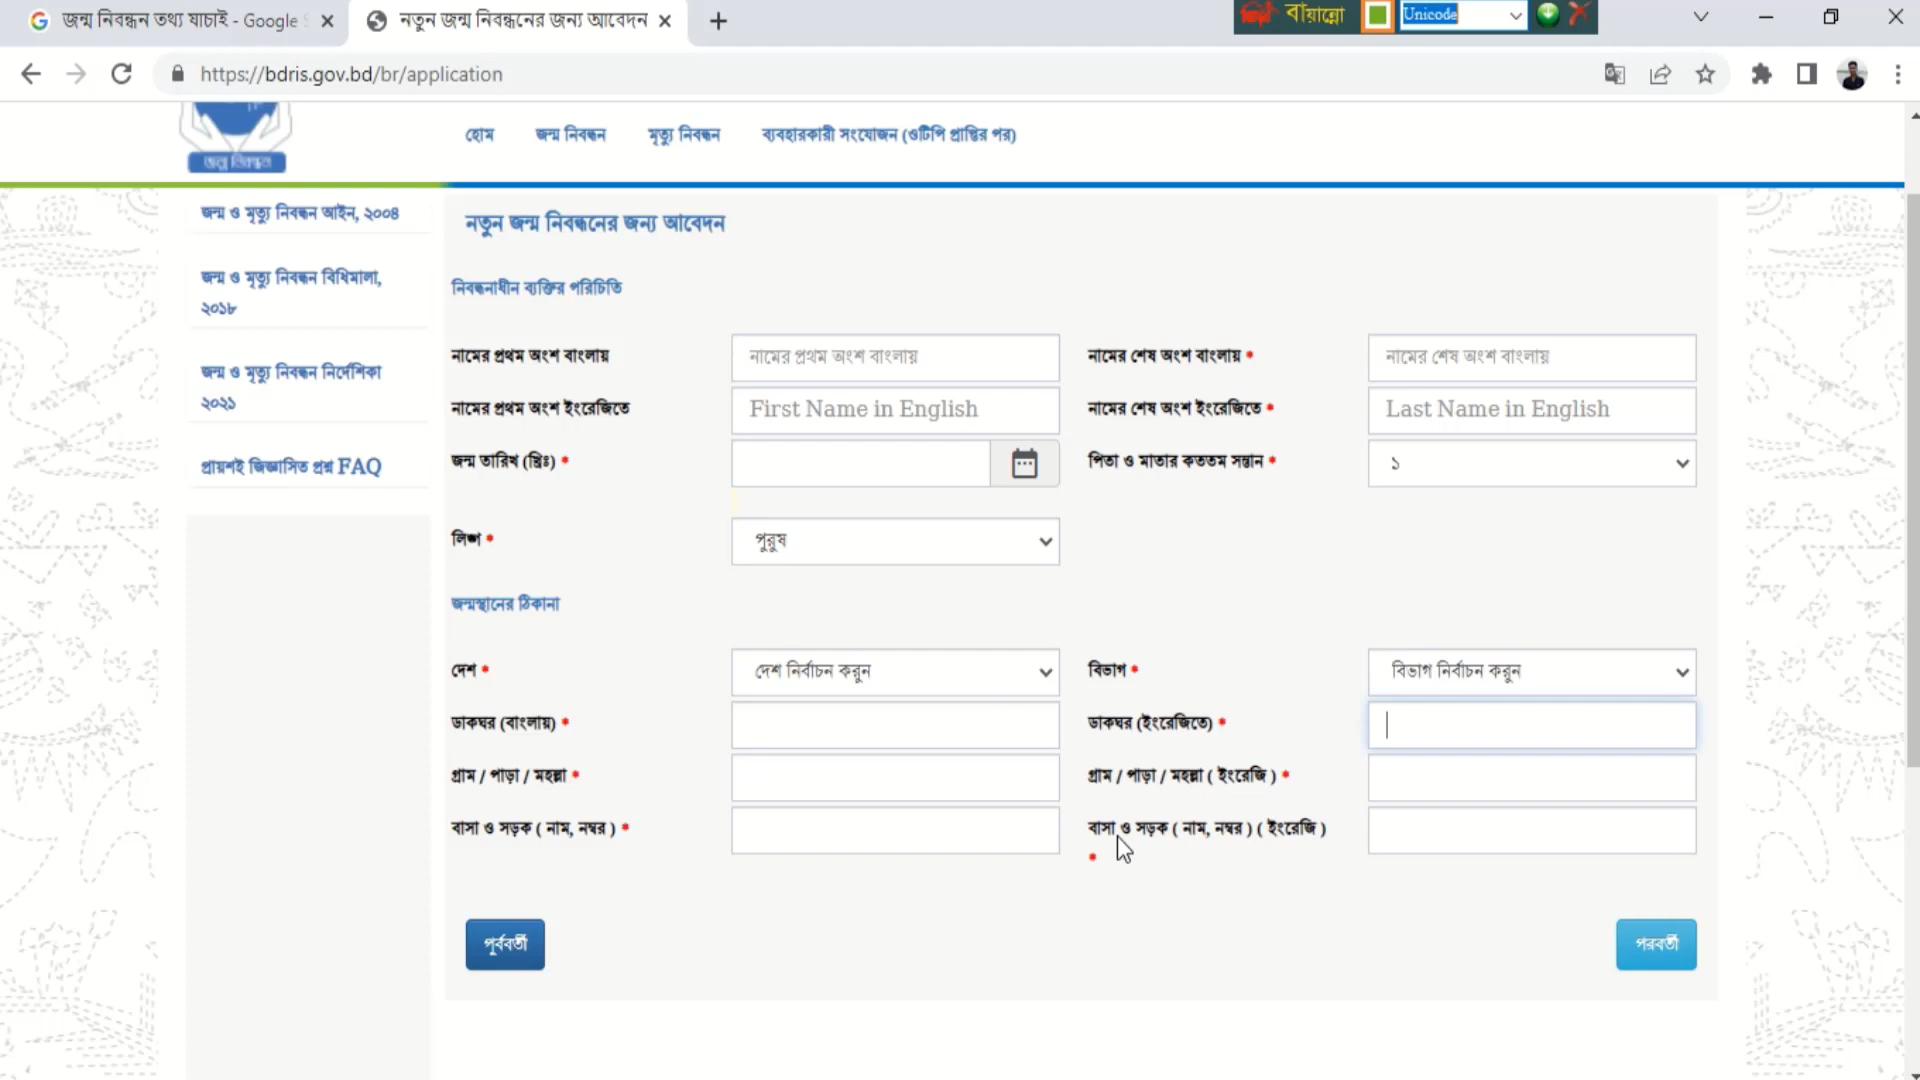 জন্ম নিবন্ধন তথ্য যাচাই - Google
নতুন জন্ম নিবন্ধনের জন্য আবেদন
বায়ান্নো
Unicode
https://bdris.gov.bd/br/application
জন্ম নিবন্ধন
হোম
জন্ম নিবন্ধন
মৃত্যু নিবন্ধন
ব্যবহারকারী সংযোজন (ওটিপি প্রাপ্তির পর)
জন্ম ও মৃত্যু নিবন্ধন আইন, ২০০৪
জন্ম ও মৃত্যু নিবন্ধন বিধিমালা,
২০১৮
জন্ম ও মৃত্যু নিবন্ধন নির্দেশিকা
২০২১
প্রায়শই জিজ্ঞাসিত প্রশ্ন FAQ
নতুন জন্ম নিবন্ধনের জন্য আবেদন
নিবন্ধনাধীন ব্যক্তির পরিচিতি
নামের প্রথম অংশ বাংলায়
নামের প্রথম অংশ বাংলায়
নামের শেষ অংশ বাংলায় *
নামের শেষ অংশ বাংলায়
নামের প্রথম অংশ ইংরেজিতে
First Name in English
নামের শেষ অংশ ইংরেজিতে *
Last Name in English
জন্ম তারিখ (খ্রিঃ) *
পিতা ও মাতার কততম সন্তান *
১
লিঙ্গ *
পুরুষ
জন্মস্থানের ঠিকানা
দেশ *
দেশ নির্বাচন করুন
বিভাগ *
বিভাগ নির্বাচন করুন
ডাকঘর (বাংলায়) *
ডাকঘর (ইংরেজিতে) *
গ্রাম / পাড়া / মহল্লা *
গ্রাম / পাড়া / মহল্লা ( ইংরেজি ) *
বাসা ও সড়ক ( নাম, নম্বর ) *
বাসা ও সড়ক ( নাম, নম্বর ) ( ইংরেজি )
*
পূর্ববর্তী
পরবর্তী